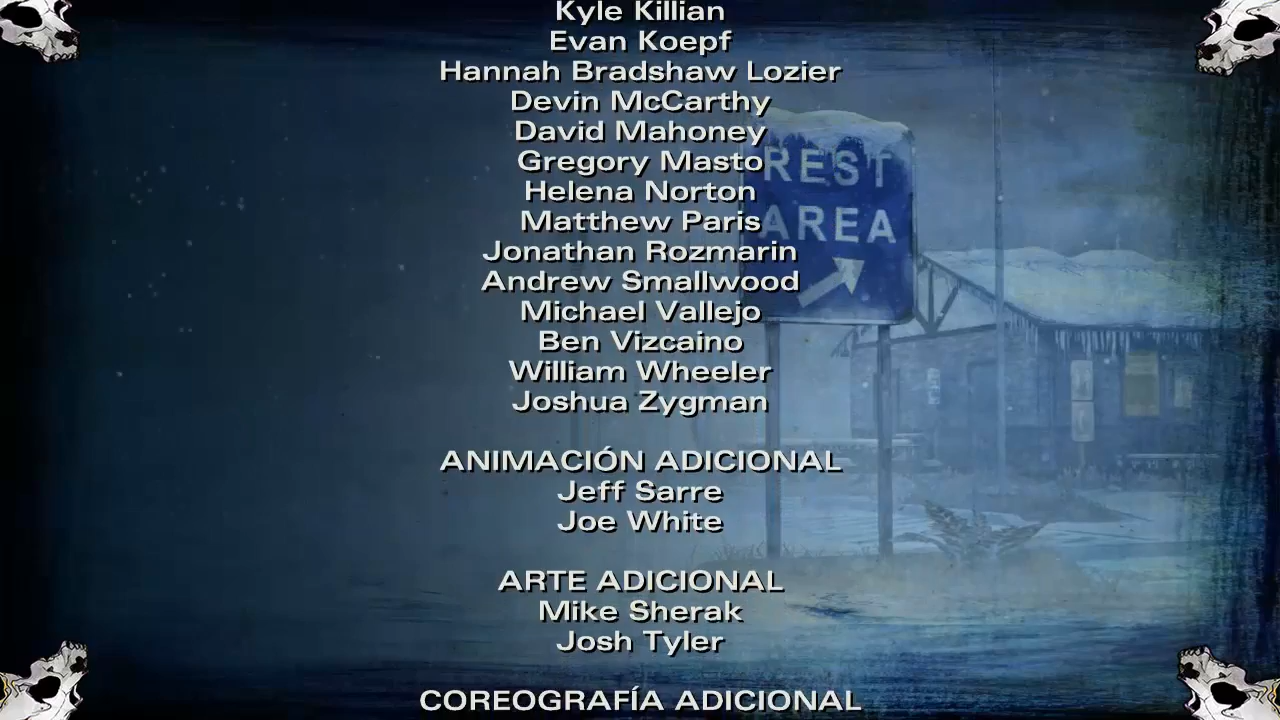 Kyle Killian
Evan Koepf
Hannah Bradshaw Lozier
Devin McCarthy
David Mahoney
Gregory Masto
Helena Norton
Matthew Paris
Jonathan Rozmarin
Andrew Smallwood
Michael Vallejo
Ben Vizcaino
William Wheeler
Joshua Zygman
ANIMACIÓN ADICIONAL
Jeff Sarre
Joe White
ARTE ADICIONAL
Mike Sherak
Josh Tyler
COREOGRAFÍA ADICIONAL
REST
AREA